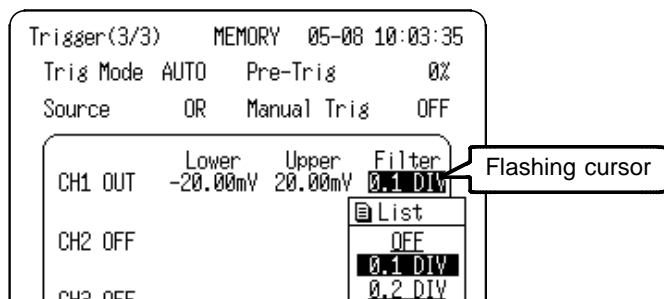 Trigger(3/3) MEMORY 05-08 10:03:35
Trig Mode AUTO Pre-Trig 0%
Source OR Manual Trig OFF
Lower Upper Filter
CH1 OUT -20.00mV 20.00mV 0.1 DIV
Flashing cursor
List
CH2 OFF
OFF
0.1 DIV
0.2 DIV
CH3 OFF